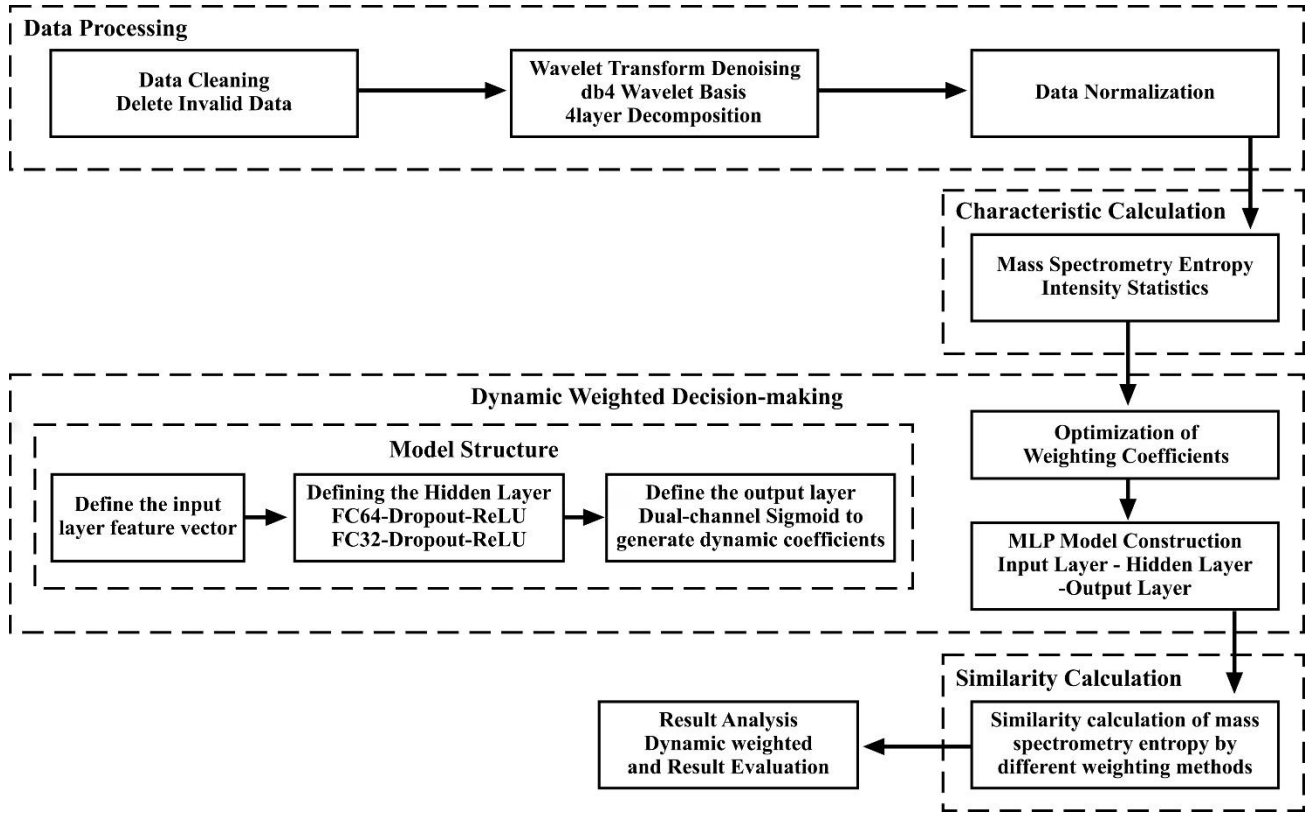 Data Processing
Data Cleaning
Delete Invalid Data
Wavelet Transform Denoising
db4 Wavelet Basis
4layer Decomposition
Data Normalization
Characteristic Calculation
Mass Spectrometry Entropy
Intensity Statistics
Dynamic Weighted Decision-making
Model Structure
Define the input
layer feature vector
Defining the Hidden Layer
FC64-Dropout-ReLU
FC32-Dropout-ReLU
Define the output layer
Dual-channel Sigmoid to
generate dynamic coefficients
Optimization of
Weighting Coefficients
MLP Model Construction
Input Layer - Hidden Layer
-Output Layer
Similarity Calculation
Similarity calculation of mass
spectrometry entropy by
different weighting methods
Result Analysis
Dynamic weighted
and Result Evaluation